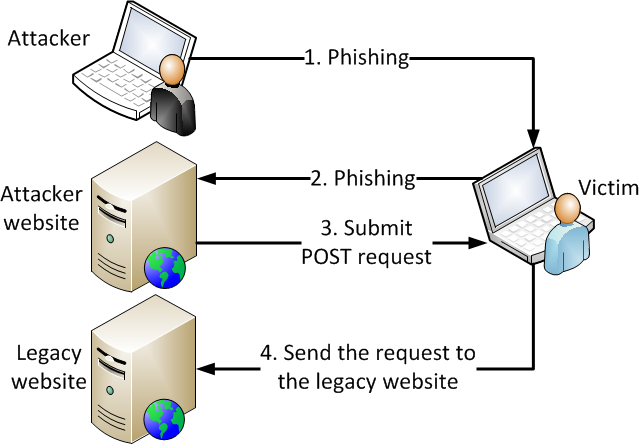 Attacker
1. Phishing
2. Phishing
Attacker
website
Victim
3. Submit
POST request
Legacy
website
4. Send the request to
the legacy website